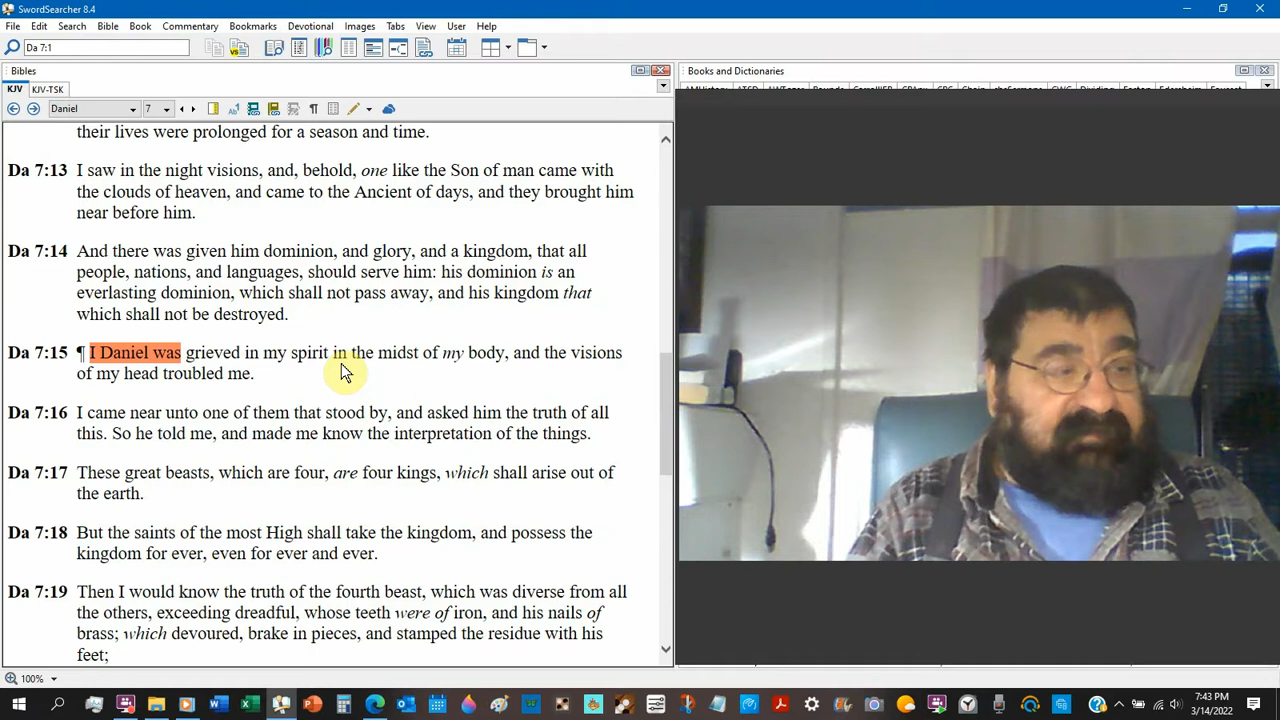 SwordSearcher 8.4
File Edit Search Bible Book Commentary Bookmarks Devotional Images Tabs View User Help
Da 7:1
Bibles
Books and Dictionaries
KJV KJV-TSK
Daniel 7
their lives were prolonged for a season and time.
Da 7:13 I saw in the night visions, and, behold, one like the Son of man came with
the clouds of heaven, and came to the Ancient of days, and they brought him
near before him.
Da 7:14 And there was given him dominion, and glory, and a kingdom, that all
people, nations, and languages, should serve him: his dominion is an
everlasting dominion, which shall not pass away, and his kingdom that
which shall not be destroyed.
Da 7:15 ¶ I Daniel was grieved in my spirit in the midst of my body, and the visions
of my head troubled me.
Da 7:16 I came near unto one of them that stood by, and asked him the truth of all
this. So he told me, and made me know the interpretation of the things.
Da 7:17 These great beasts, which are four, are four kings, which shall arise out of
the earth.
Da 7:18 But the saints of the most High shall take the kingdom, and possess the
kingdom for ever, even for ever and ever.
Da 7:19 Then I would know the truth of the fourth beast, which was diverse from all
the others, exceeding dreadful, whose teeth were of iron, and his nails of
brass; which devoured, brake in pieces, and stamped the residue with his
feet;
100%
7:43 PM
3/14/2022